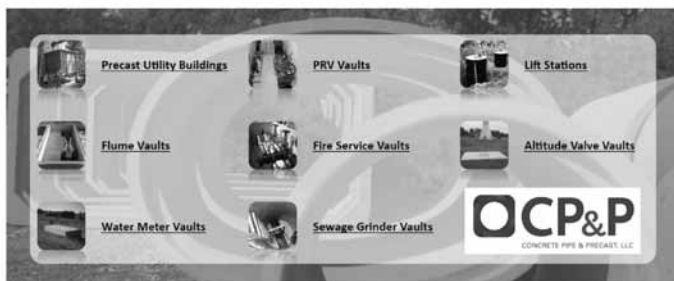 Precast Utility Buildings
PRV Vaults
Lift Stations
Flume Vaults
Fire Service Vaults
Altitude Valve Vaults
Water Meter Vaults
Sewage Grinder Vaults
CP&P
CONCRETE PIPE & PRECAST, LLC